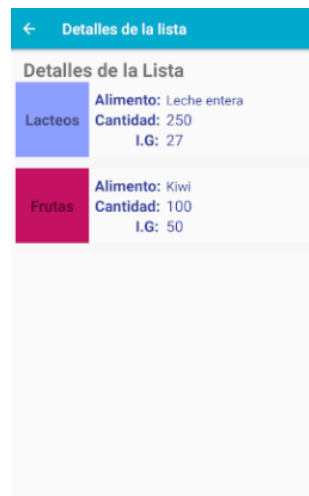 Detalles de la lista
Detalles de la Lista
Lacteos
Alimento: Leche entera
Cantidad: 250
I.G: 27
Frutas
Alimento: Kiwi
Cantidad: 100
I.G: 50